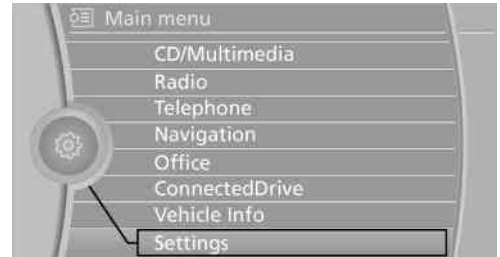 Main menu
CD/Multimedia
Radio
Telephone
Navigation
Office
ConnectedDrive
Vehicle Info
Settings